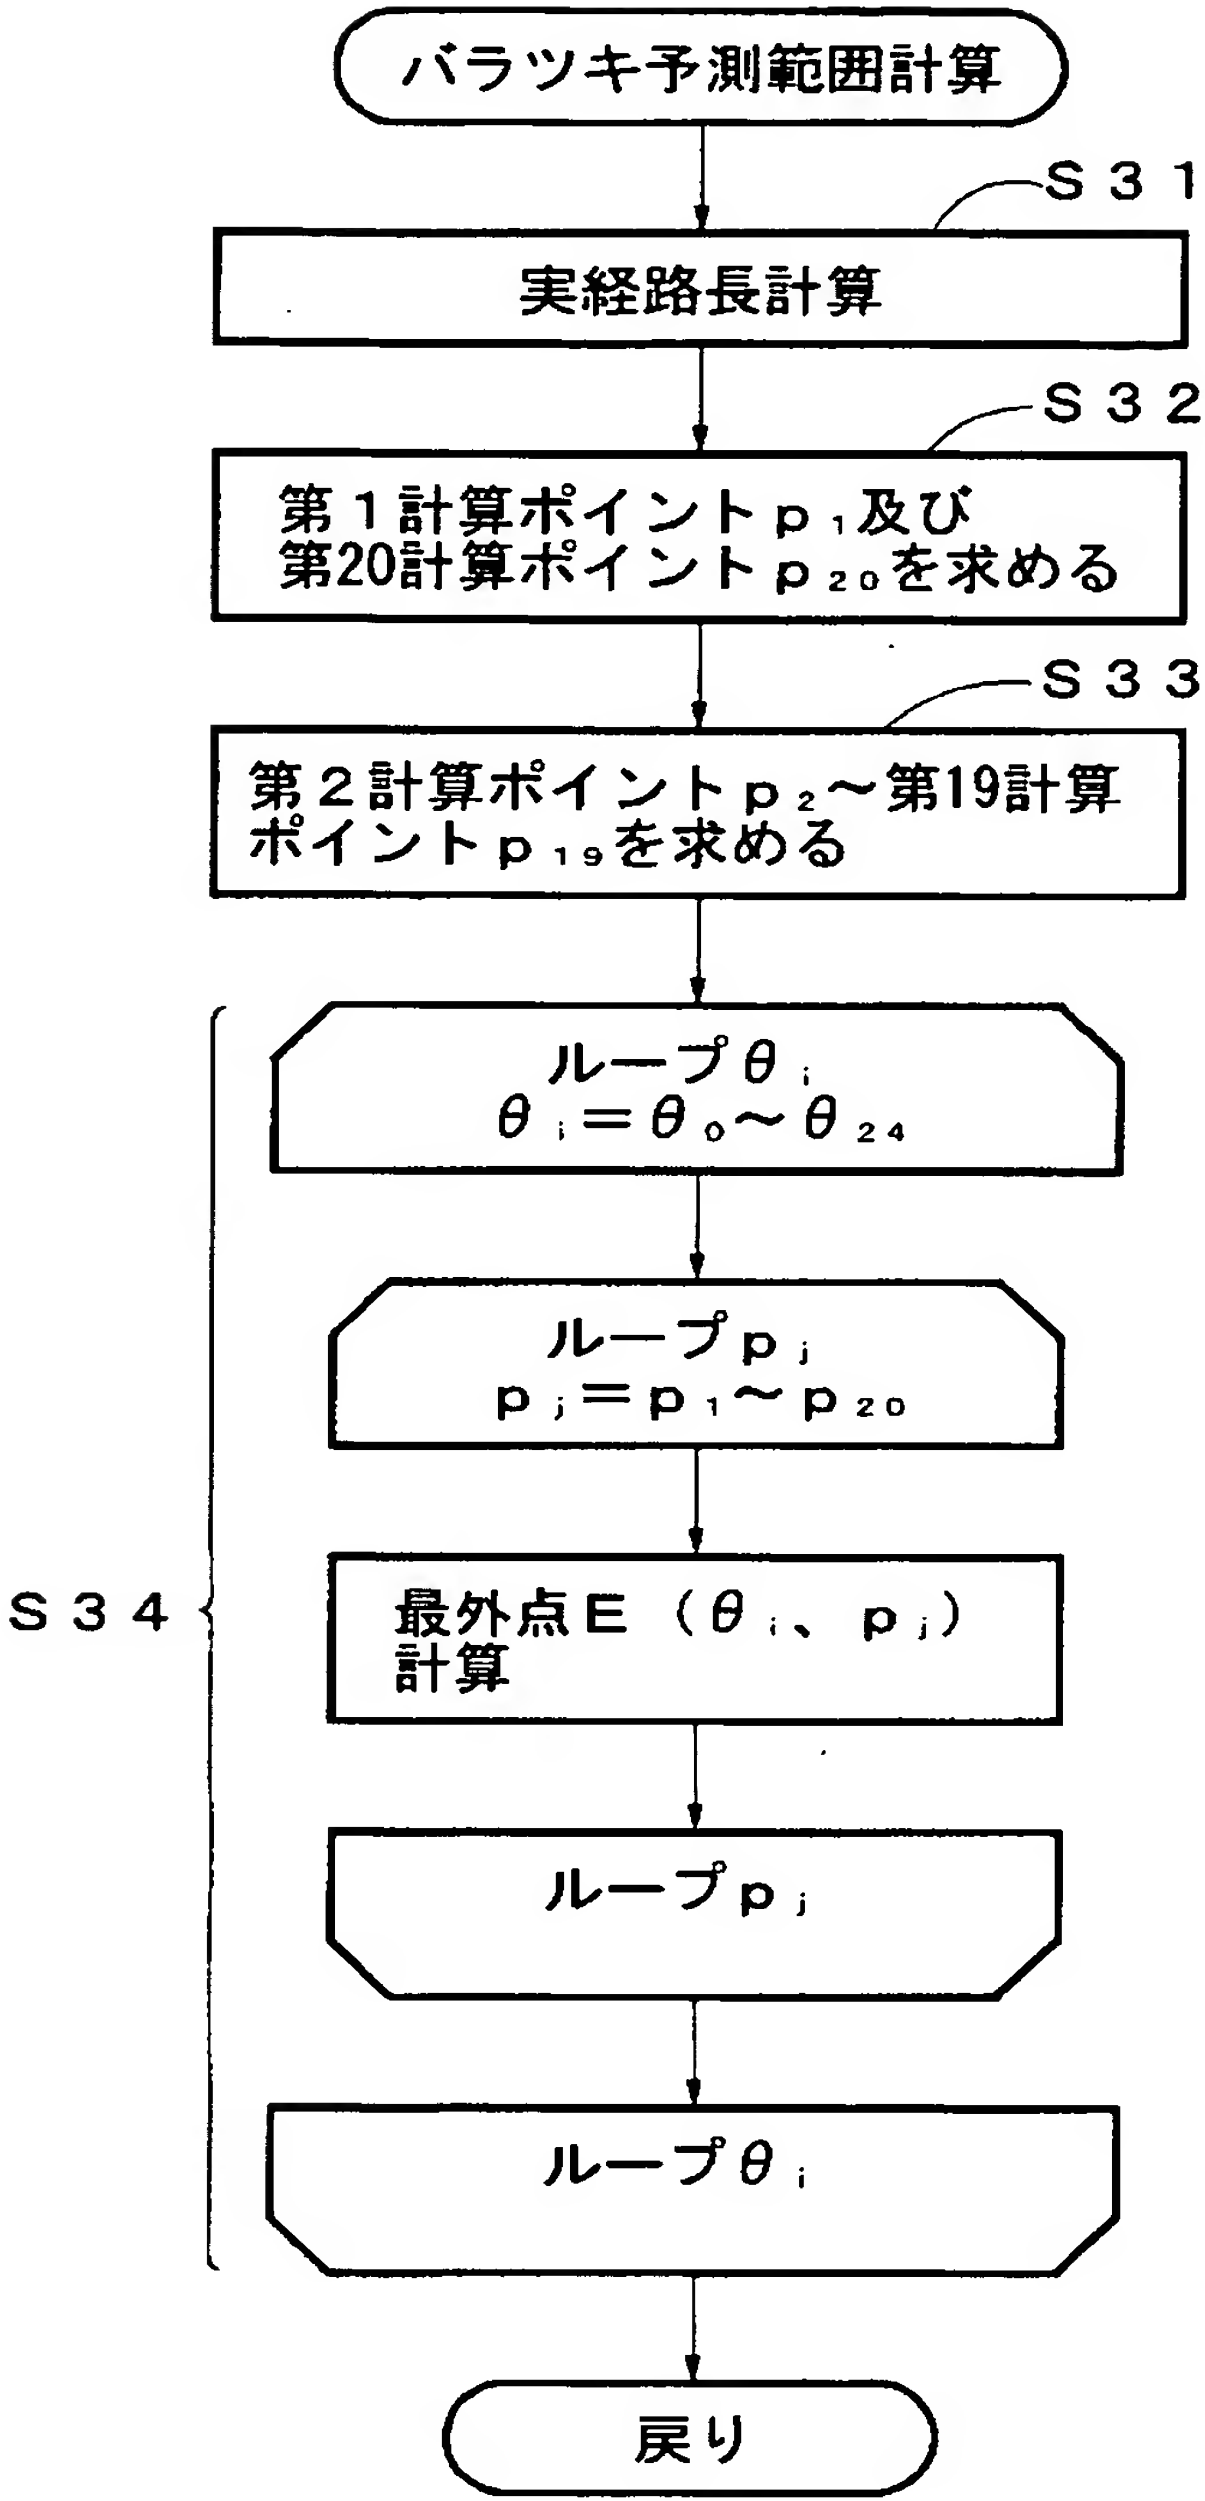 バラツキ予測範囲計算
S31
実経路長計算
S32
第1計算ポイントp₁及び
第20計算ポイントp₂₀を求める
S33
第2計算ポイントp₂～第19計算
ポイントp₁₉を求める
ループθᵢ
θᵢ＝θ₀～θ₂₄
ループpⱼ
pⱼ＝p₁～p₂₀
S34
最外点E（θᵢ、pⱼ）
計算
ループpⱼ
ループθᵢ
戻り